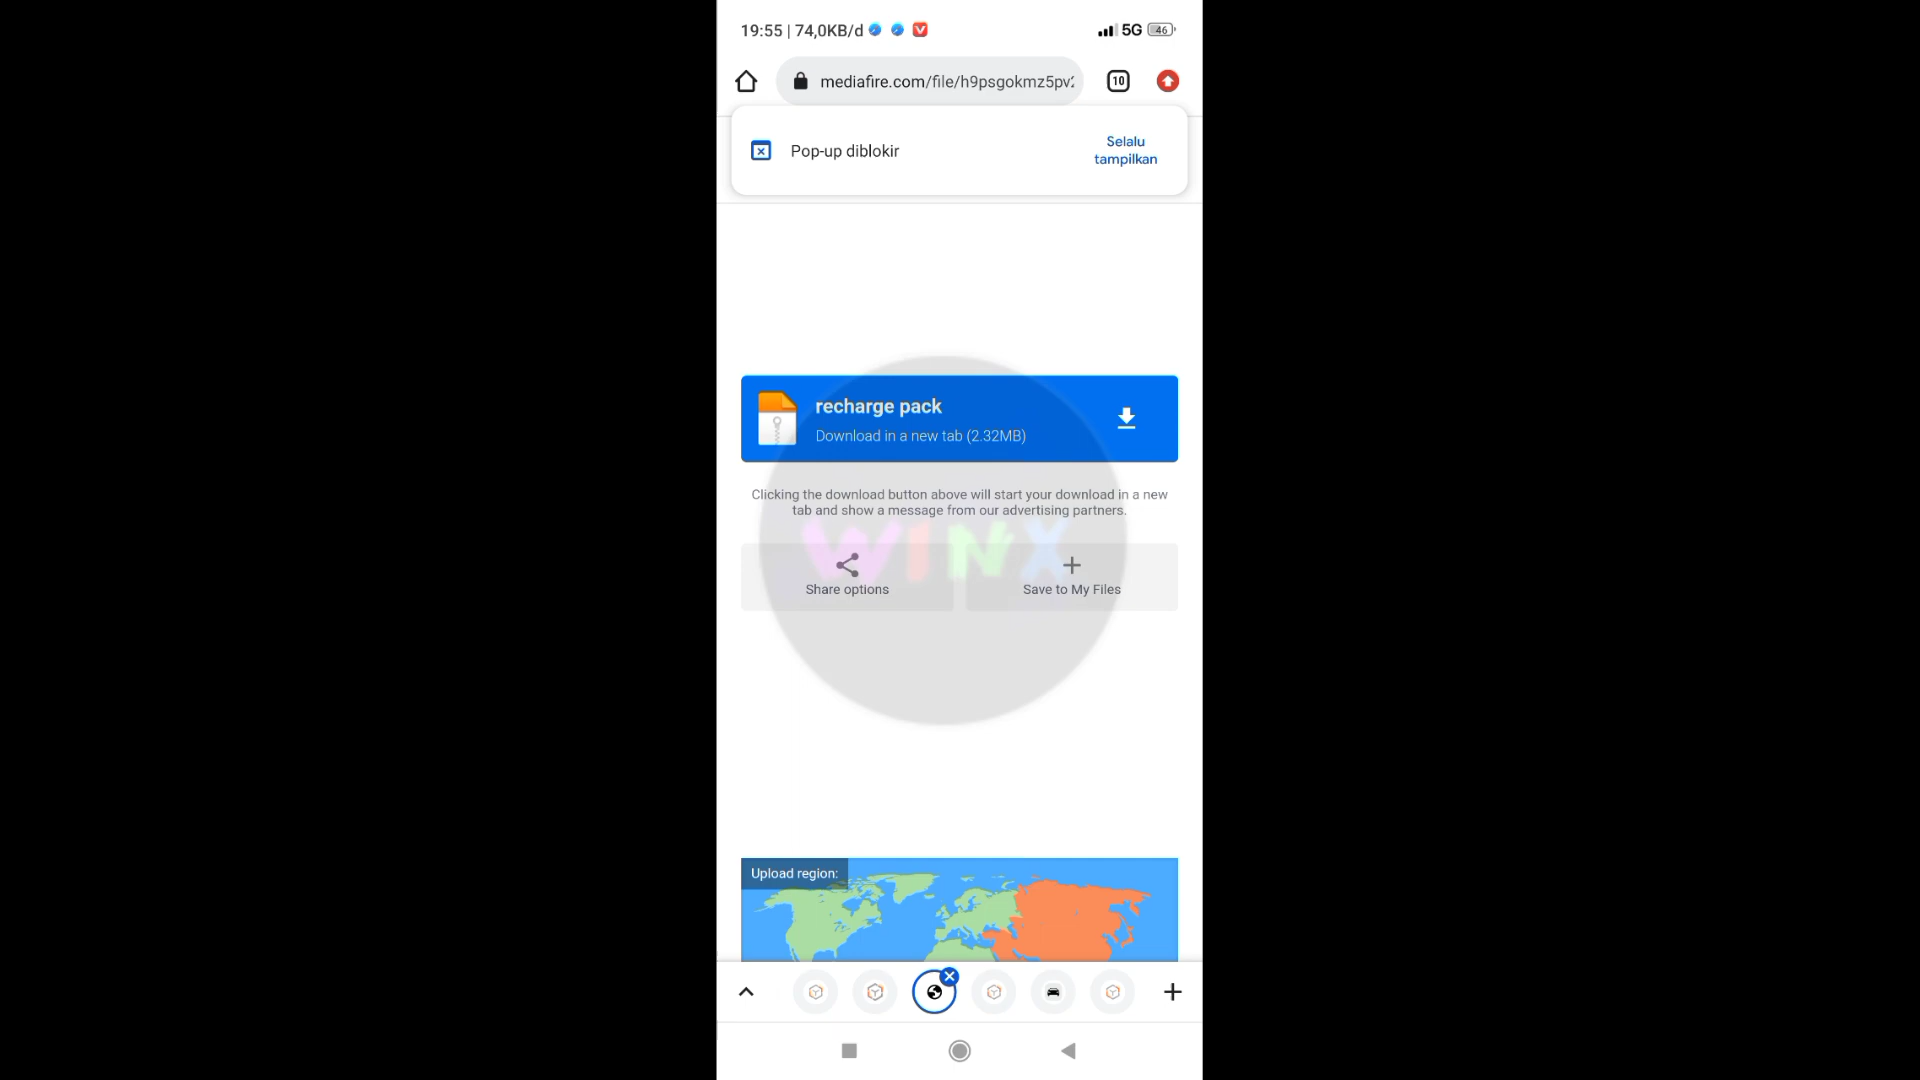 19:55 | 74,0KB/d
5G 46
mediafire.com/file/h9psgokmz5pv2
10
Pop-up diblokir
Selalu
tampilkan
recharge pack
Download in a new tab (2.32MB)
Clicking the download button above will start your download in a new
tab and show a message from our advertising partners.
WINX
Share options
Save to My Files
Upload region: